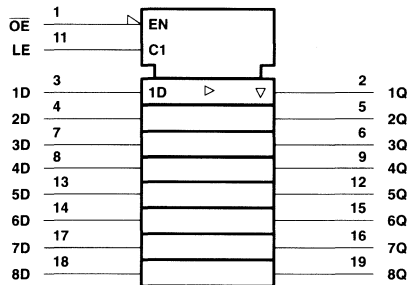 1
OE EN
11
LE C1
3 2
1D 1D ▷ ▽ 1Q
4 5
2D 2Q
7 6
3D 3Q
8 9
4D 4Q
13 12
5D 5Q
14 15
6D 6Q
17 16
7D 7Q
18 19
8D 8Q